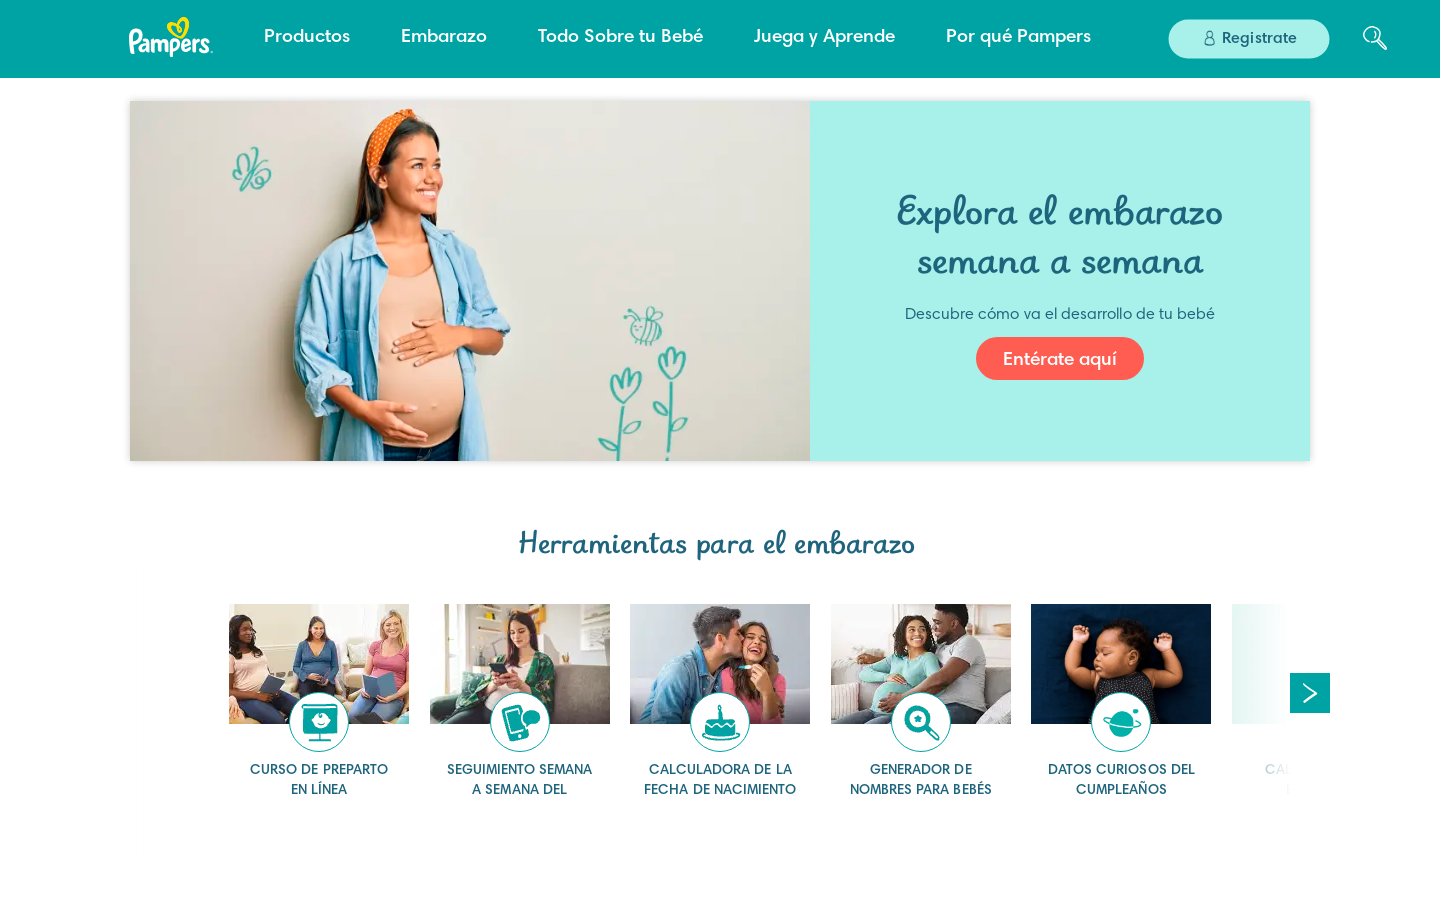 Pampers
Productos
Embarazo
Todo Sobre tu Bebé
Juega y Aprende
Por qué Pampers
Registrate
Explora el embarazo
semana a semana
Descubre cómo va el desarrollo de tu bebé
Entérate aquí
Herramientas para el embarazo
CURSO DE PREPARTO
EN LÍNEA
SEGUIMIENTO SEMANA
A SEMANA DEL
CALCULADORA DE LA
FECHA DE NACIMIENTO
GENERADOR DE
NOMBRES PARA BEBÉS
DATOS CURIOSOS DEL
CUMPLEAÑOS